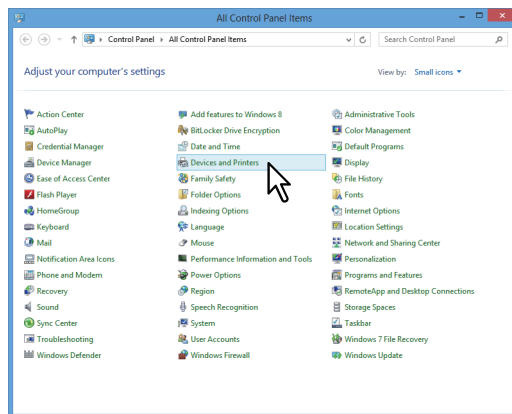 All Control Panel Items
Control Panel All Control Panel Items Search Control Panel
Adjust your computer's settings View by: Small icons
Action Center Add features to Windows 8 Administrative Tools
AutoPlay BitLocker Drive Encryption Color Management
Credential Manager Date and Time Default Programs
Device Manager Devices and Printers Display
Ease of Access Center Family Safety File History
Flash Player Folder Options Fonts
HomeGroup Indexing Options Internet Options
Keyboard Language Location Settings
Mail Mouse Network and Sharing Center
Notification Area Icons Performance Information and Tools Personalization
Phone and Modem Power Options Programs and Features
Recovery Region RemoteApp and Desktop Connections
Sound Speech Recognition Storage Spaces
Sync Center System Taskbar
Troubleshooting User Accounts Windows 7 File Recovery
Windows Defender Windows Firewall Windows Update